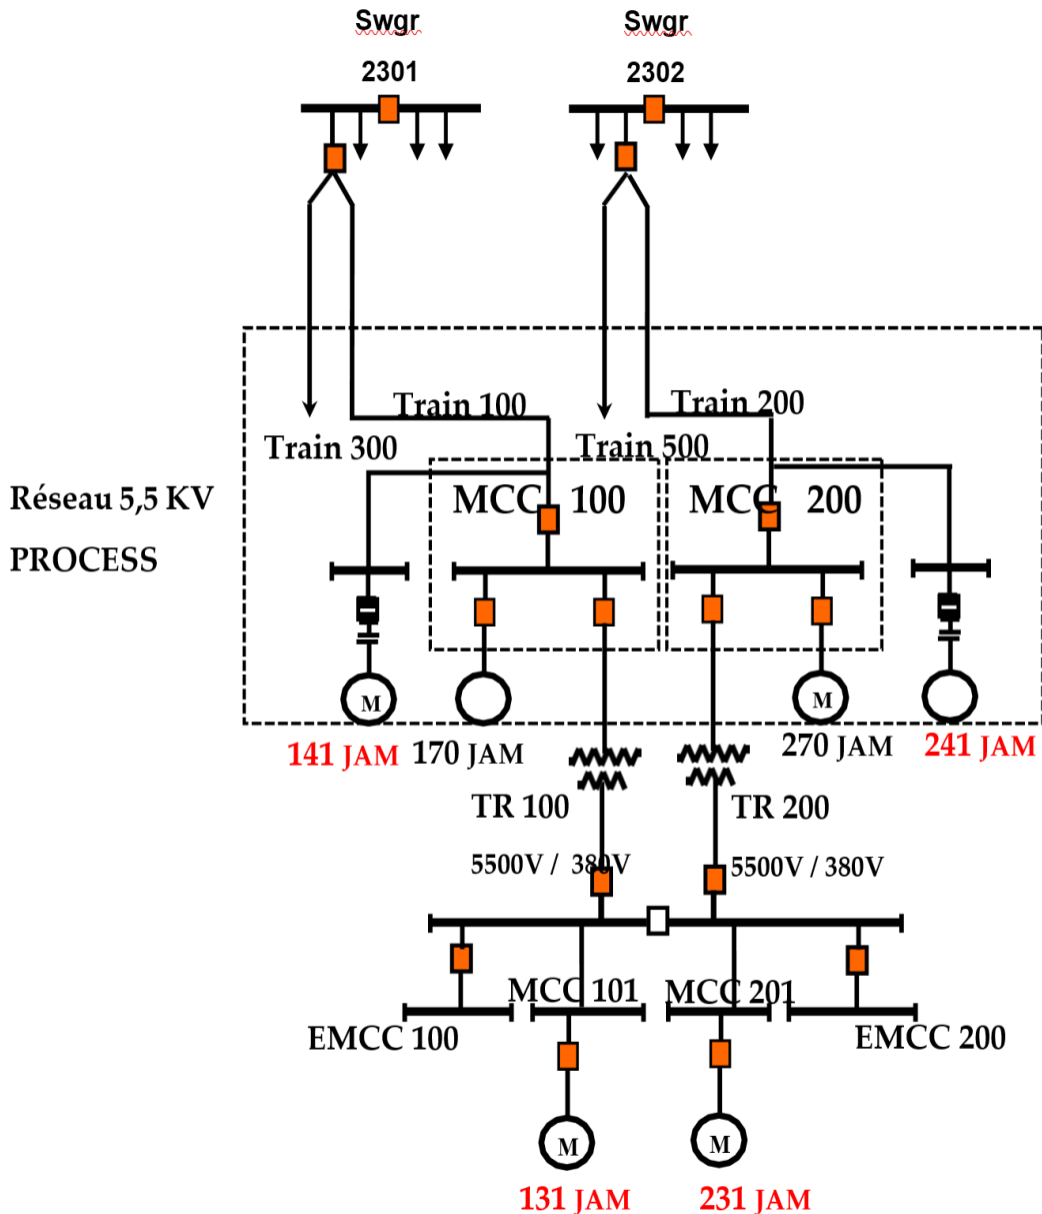 Swgr
2301
Swgr
2302
Train 100
Train 200
Train 300
Train 500
Réseau 5,5 KV
PROCESS
MCC 100
MCC 200
M
M
141 JAM
170 JAM
270 JAM
241 JAM
TR 100
TR 200
5500V / 380V
5500V / 380V
MCC 101
MCC 201
EMCC 100
EMCC 200
M
M
131 JAM
231 JAM